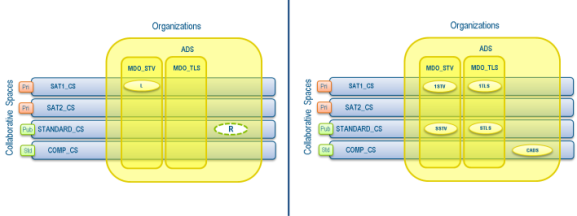 Organizations
ADS
MDO_STV
MDO_TLS
Collaborative Spaces
Pri
SAT1_CS
L
Pri
SAT2_CS
Pub
STANDARD_CS
R
Std
COMP_CS
Organizations
ADS
MDO_STV
MDO_TLS
Collaborative Spaces
Pri
SAT1_CS
1STV
1TLS
Pri
SAT2_CS
Pub
STANDARD_CS
SSTV
STLS
Std
COMP_CS
CADS